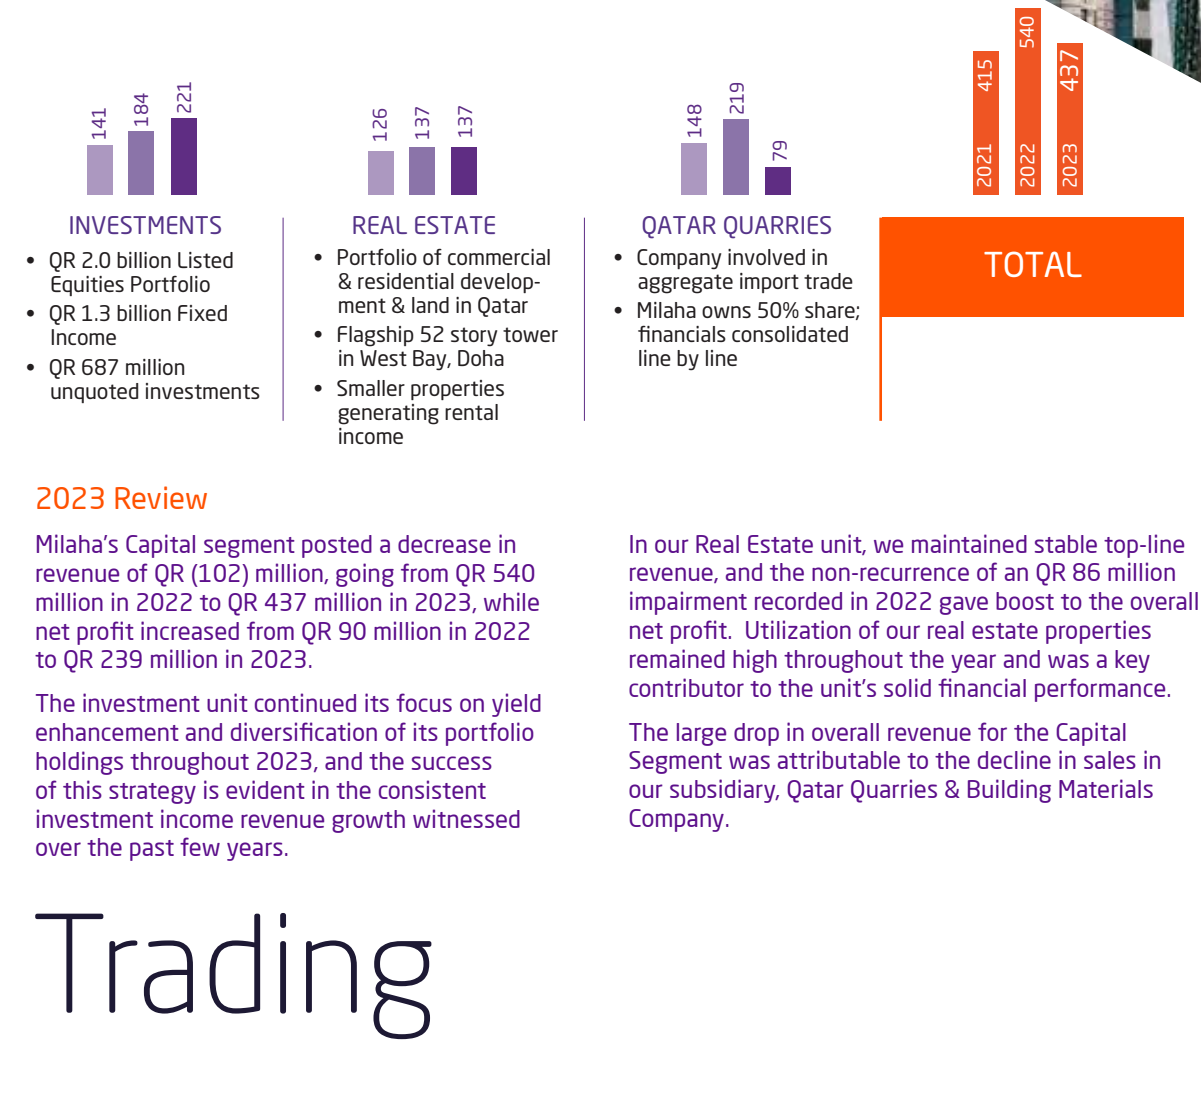 141
184
221
INVESTMENTS
• QR 2.0 billion Listed
Equities Portfolio
• QR 1.3 billion Fixed
Income
• QR 687 million
unquoted investments
126
137
137
REAL ESTATE
• Portfolio of commercial
& residential develop-
ment & land in Qatar
• Flagship 52 story tower
in West Bay, Doha
• Smaller properties
generating rental
income
148
219
79
QATAR QUARRIES
• Company involved in
aggregate import trade
• Milaha owns 50% share;
financials consolidated
line by line
2021 415
2022 540
2023 437
TOTAL
2023 Review
Milaha’s Capital segment posted a decrease in
revenue of QR (102) million, going from QR 540
million in 2022 to QR 437 million in 2023, while
net profit increased from QR 90 million in 2022
to QR 239 million in 2023.
The investment unit continued its focus on yield
enhancement and diversification of its portfolio
holdings throughout 2023, and the success
of this strategy is evident in the consistent
investment income revenue growth witnessed
over the past few years.
In our Real Estate unit, we maintained stable top-line
revenue, and the non-recurrence of an QR 86 million
impairment recorded in 2022 gave boost to the overall
net profit.  Utilization of our real estate properties
remained high throughout the year and was a key
contributor to the unit’s solid financial performance.
The large drop in overall revenue for the Capital
Segment was attributable to the decline in sales in
our subsidiary, Qatar Quarries & Building Materials
Company.
Trading